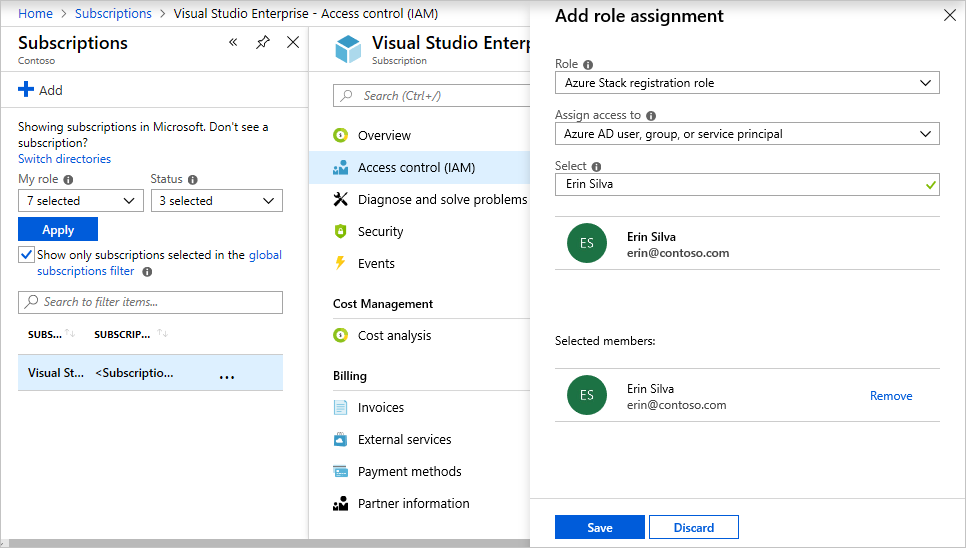 Home > Subscriptions > Visual Studio Enterprise - Access control (IAM)
Subscriptions
Contoso
Add
Showing subscriptions in Microsoft. Don't see a
subscription?
Switch directories
My role
Status
7 selected
3 selected
Apply
Show only subscriptions selected in the global
subscriptions filter
Search to filter items...
SUBS...
SUBSCRIP...
Visual St...
<Subscriptio...
...
Visual Studio Enterp
Subscription
Search (Ctrl+/)
Overview
Access control (IAM)
Diagnose and solve problems
Security
Events
Cost Management
Cost analysis
Billing
Invoices
External services
Payment methods
Partner information
Add role assignment
Role
Azure Stack registration role
Assign access to
Azure AD user, group, or service principal
Select
Erin Silva
ES
Erin Silva
erin@contoso.com
Selected members:
ES
Erin Silva
erin@contoso.com
Remove
Save
Discard